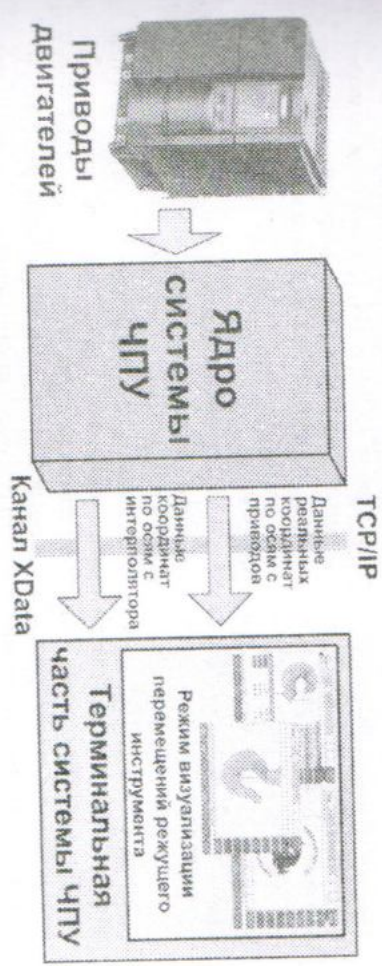 Приводы
двигателей
Ядро
системы
ЧПУ
TCP/IP
Данные
реальных
координат
по осям с
приводов
Данные
координат
по осям с
интерполятора
Канал XData
Режим визуализации
перемещений режущего
инструмента
Терминальная
часть системы ЧПУ